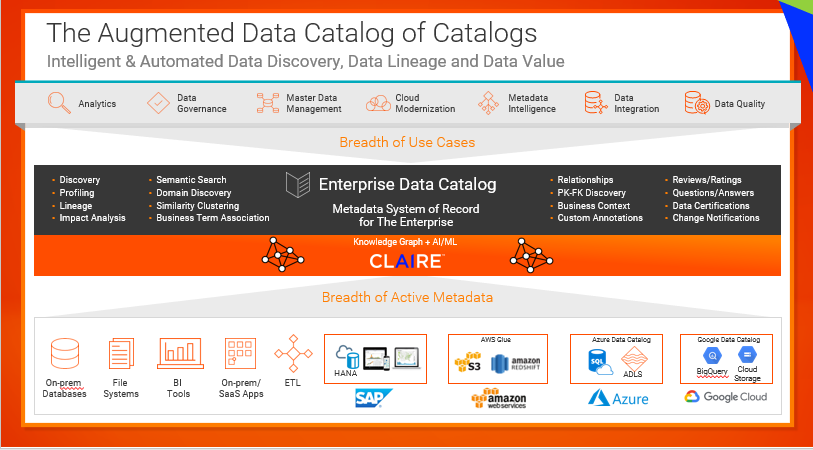 The Augmented Data Catalog of Catalogs
Intelligent & Automated Data Discovery, Data Lineage and Data Value
Analytics
Data
Governance
Master Data
Management
Cloud
Modernization
Metadata
Intelligence
Data
Integration
Data Quality
Breadth of Use Cases
• Discovery
• Profiling
• Lineage
• Impact Analysis
• Semantic Search
• Domain Discovery
• Similarity Clustering
• Business Term Association
Enterprise Data Catalog
Metadata System of Record
for The Enterprise
• Relationships
• PK-FK Discovery
• Business Context
• Custom Annotations
• Reviews/Ratings
• Questions/Answers
• Data Certifications
• Change Notifications
Knowledge Graph + AI/ML
CLAIRE™
Breadth of Active Metadata
On-prem
Databases
File
Systems
BI
Tools
On-prem/
SaaS Apps
ETL
HANA
SAP
AWS Glue
S3
amazon
REDSHIFT
amazon
webservices
Azure Data Catalog
SQL
ADLS
Azure
Google Data Catalog
BigQuery
Cloud
Storage
Google Cloud